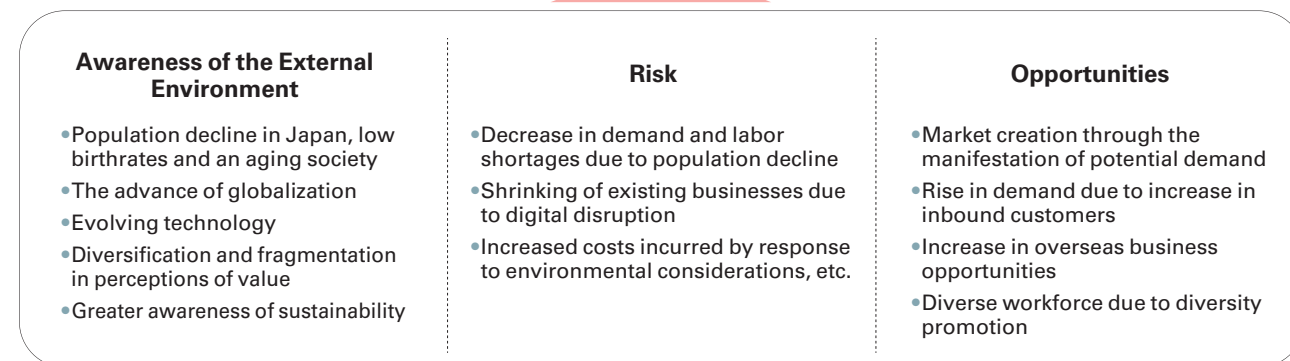 Awareness of the External
Environment
•Population decline in Japan, low
birthrates and an aging society
•The advance of globalization
•Evolving technology
•Diversification and fragmentation
in perceptions of value
•Greater awareness of sustainability
Risk
•Decrease in demand and labor
shortages due to population decline
•Shrinking of existing businesses due
to digital disruption
•Increased costs incurred by response
to environmental considerations, etc.
Opportunities
•Market creation through the
manifestation of potential demand
•Rise in demand due to increase in
inbound customers
•Increase in overseas business
opportunities
•Diverse workforce due to diversity
promotion